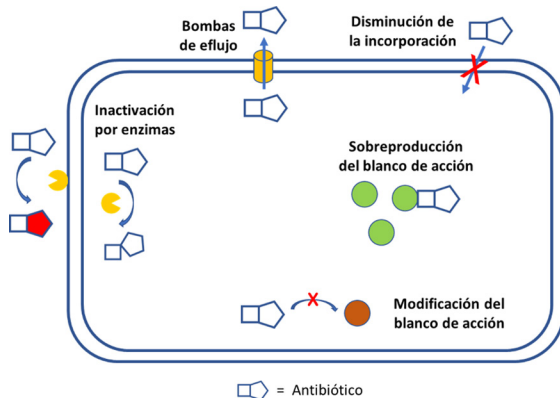 Bombas
de eflujo
Disminución de
la incorporación
Inactivación
por enzimas
Sobreproducción
del blanco de acción
Modificación del
blanco de acción
= Antibiótico